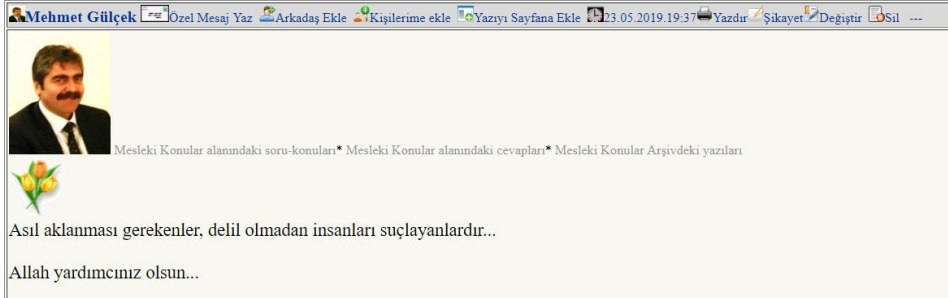 Mehmet Gülçek Özel Mesaj Yaz Arkadaş Ekle Kişilerime ekle Yazıyı Sayfana Ekle 23.05.2019.19:37 Yazdır Şikayet Değiştir Sil ---
Mesleki Konular alanındaki soru-konuları* Mesleki Konular alanındaki cevapları* Mesleki Konular Arşivdeki yazıları
Asıl aklanması gerekenler, delil olmadan insanları suçlayanlardır...
Allah yardımcınız olsun...